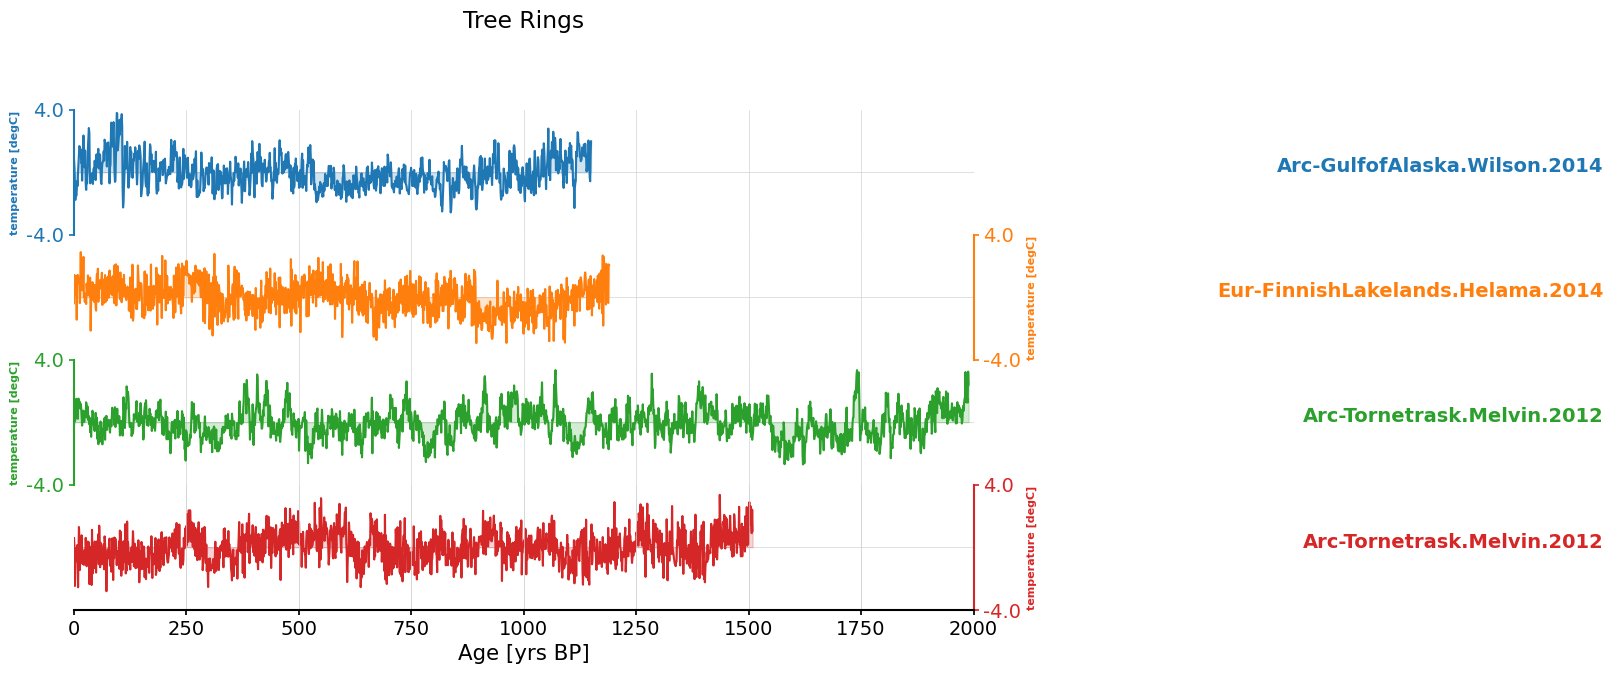 Tree Rings
4.0
temperature [degC]
-4.0
Arc-GulfofAlaska.Wilson.2014
4.0
temperature [degC]
-4.0
Eur-FinnishLakelands.Helama.2014
4.0
temperature [degC]
-4.0
Arc-Tornetrask.Melvin.2012
4.0
temperature [degC]
-4.0
Arc-Tornetrask.Melvin.2012
0 250 500 750 1000 1250 1500 1750 2000
Age [yrs BP]